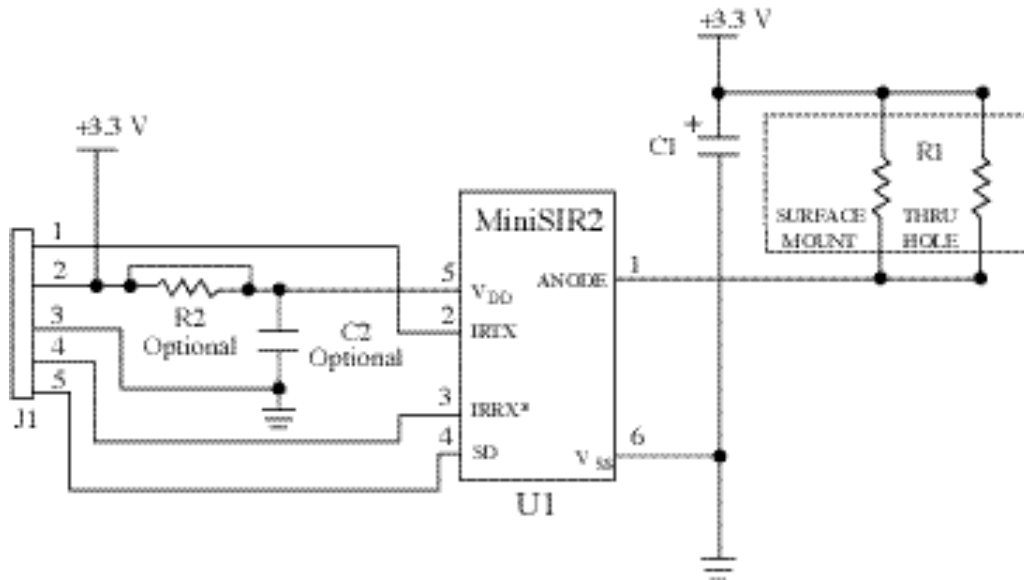 +3.3 V
+3.3 V
+
C1
R1
SURFACE MOUNT
THRU HOLE
1
2
3
4
5
J1
R2
Optional
C2
Optional
MiniSIR2
5
VDD
2
IRTX
3
IRRX*
4
SD
ANODE
1
VSS
6
U1